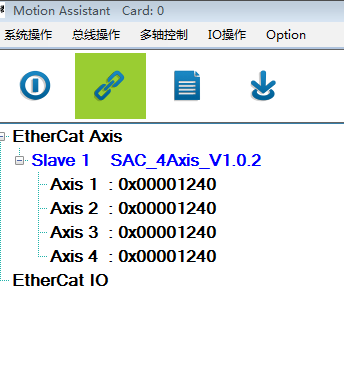 Motion Assistant Card: 0
系统操作 总线操作 多轴控制 IO操作 Option
EtherCat Axis
Slave 1 SAC_4Axis_V1.0.2
Axis 1 : 0x00001240
Axis 2 : 0x00001240
Axis 3 : 0x00001240
Axis 4 : 0x00001240
EtherCat IO